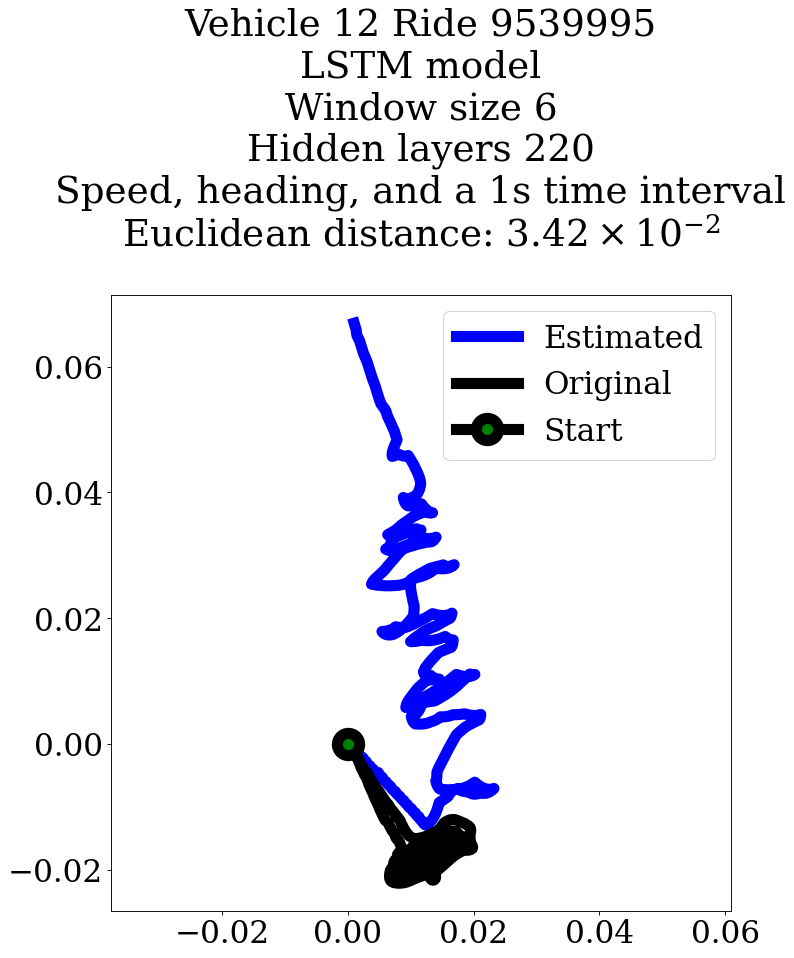 Vehicle 12 Ride 9539995
LSTM model
Window size 6
Hidden layers 220
Speed, heading, and a 1s time interval
Euclidean distance: 3.42 × 10⁻²
Estimated
Original
Start
0.06
0.04
0.02
0.00
−0.02
−0.02 0.00 0.02 0.04 0.06